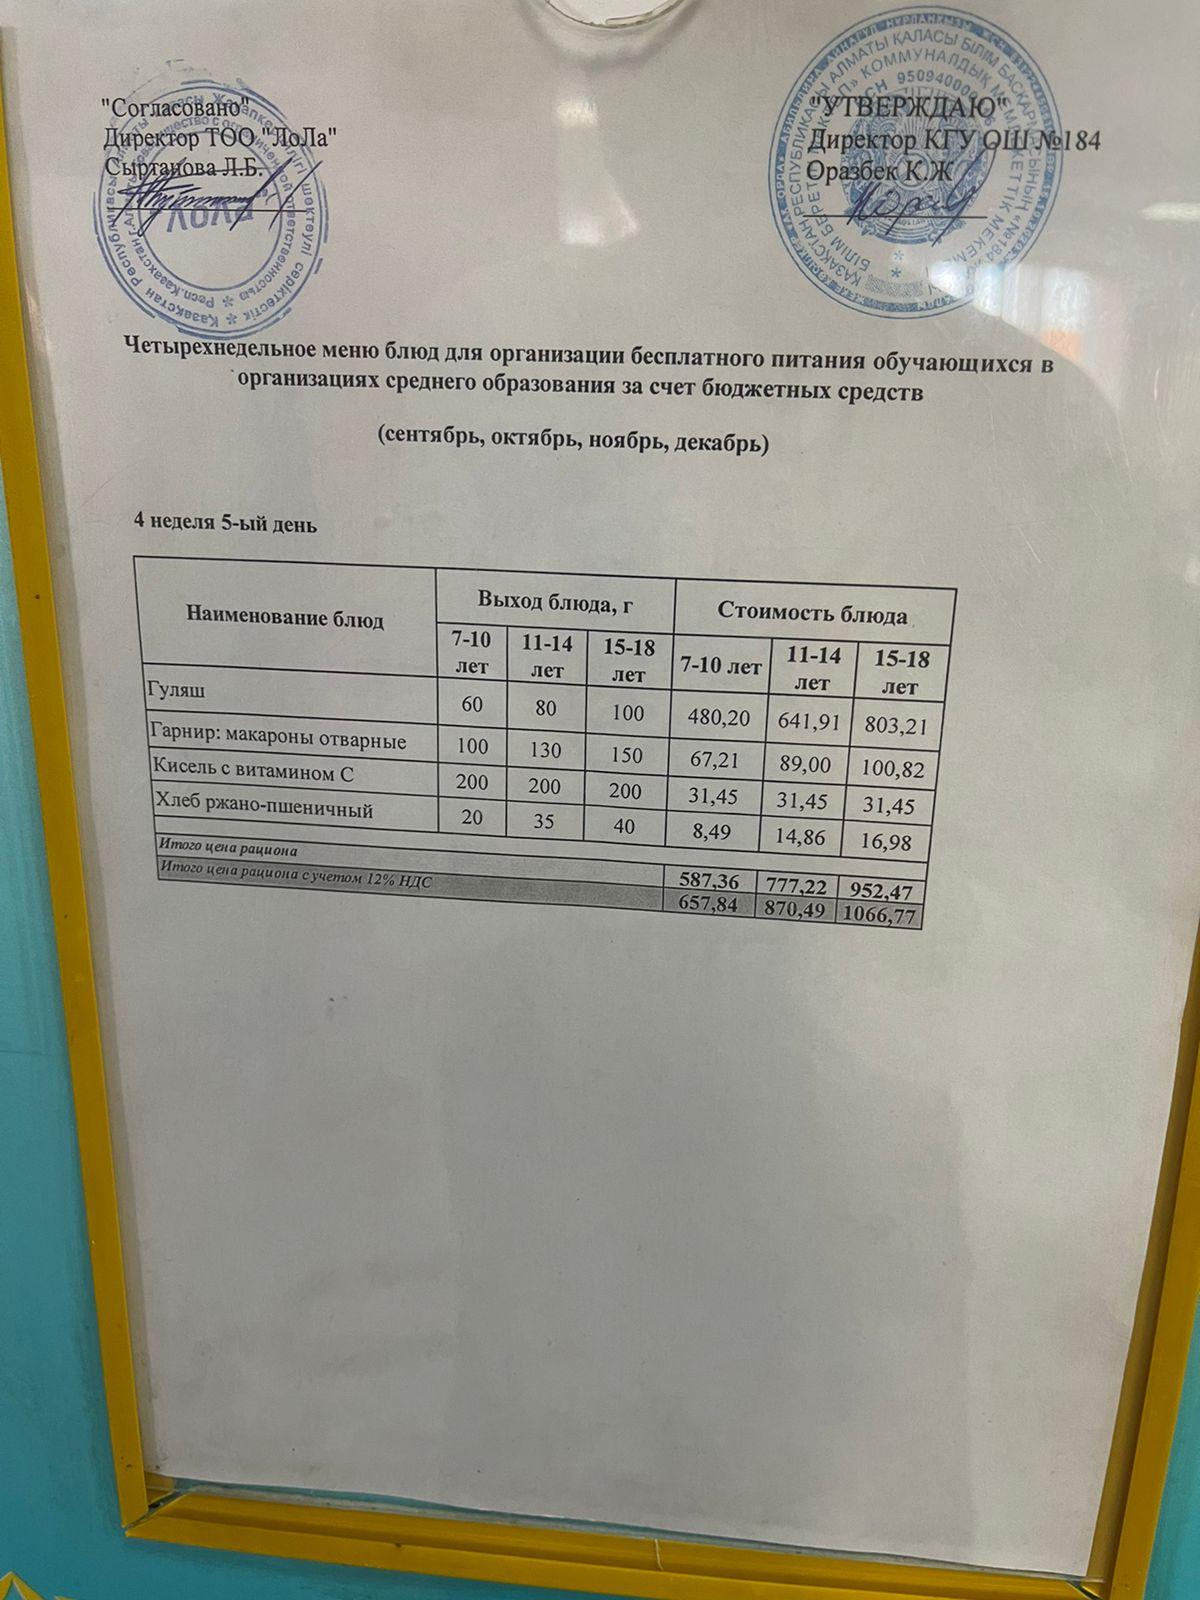 "Согласовано"
Директор ТОО "ЛоЛа"
Сыртанова Л.Б.
"УТВЕРЖДАЮ"
Директор КГУ ОШ №184
Оразбек К.Ж
Четырехнедельное меню блюд для организации бесплатного питания обучающихся в
организациях среднего образования за счет бюджетных средств
(сентябрь, октябрь, ноябрь, декабрь)
4 неделя 5-ый день
Наименование блюд Выход блюда, г Стоимость блюда
7-10 лет 11-14 лет 15-18 лет 7-10 лет 11-14 лет 15-18 лет
Гуляш 60 80 100 480,20 641,91 803,21
Гарнир: макароны отварные 100 130 150 67,21 89,00 100,82
Кисель с витамином С 200 200 200 31,45 31,45 31,45
Хлеб ржано-пшеничный 20 35 40 8,49 14,86 16,98
Итого цена рациона 587,36 777,22 952,47
Итого цена рациона с учетом 12% НДС 657,84 870,49 1066,77